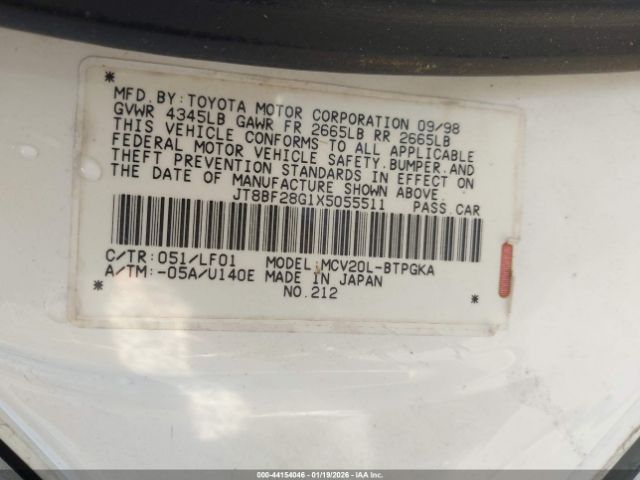 * *
MFD. BY: TOYOTA MOTOR CORPORATION 09/98
GVWR 4345LB GAWR FR 2665LB RR 2665LB
THIS VEHICLE CONFORMS TO ALL APPLICABLE
FEDERAL MOTOR VEHICLE SAFETY,BUMPER,AND
THEFT PREVENTION STANDARDS IN EFFECT ON
THE DATE OF MANUFACTURE SHOWN ABOVE.
JT8BF28G1X5055511 PASS.CAR
C/TR: 051/LF01 MODEL: MCV20L-BTPGKA
A/TM: -05A/U140E MADE IN JAPAN
* NO.212 *
000-44154046 - 01/19/2026 - IAA Inc.